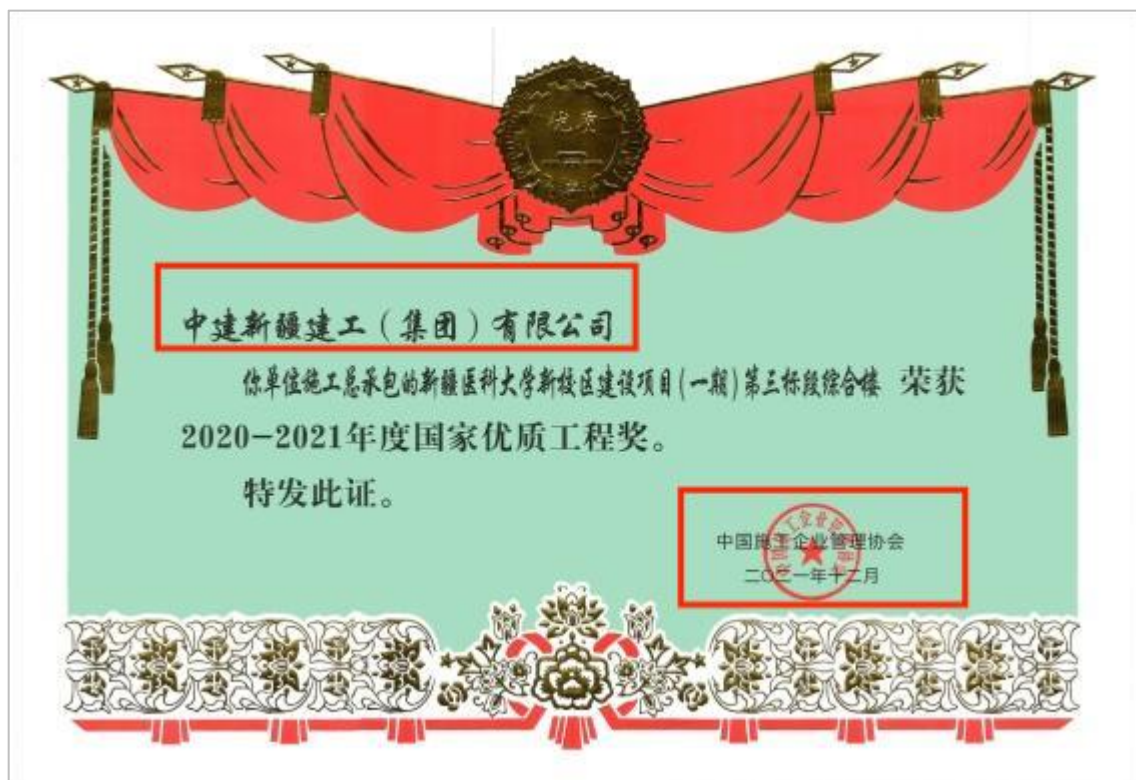 优质
中建新疆建工(集团)有限公司
你单位施工总承包的新疆医科大学新校区建设项目(一期)第三标段综合楼 荣获
2020-2021年度国家优质工程奖。
特发此证。
中国施工企业管理协会
二〇二一年十二月